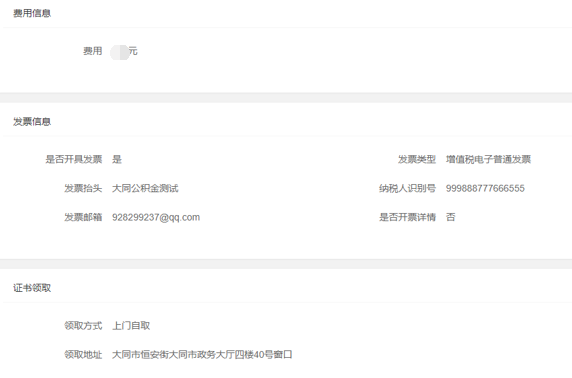 费用信息
费用 元
发票信息
是否开具发票 是 发票类型 增值税电子普通发票
发票抬头 大同公积金测试 纳税人识别号 999888777666555
发票邮箱 928299237@qq.com 是否开票详情 否
证书领取
领取方式 上门自取
领取地址 大同市恒安街大同市政务大厅四楼40号窗口